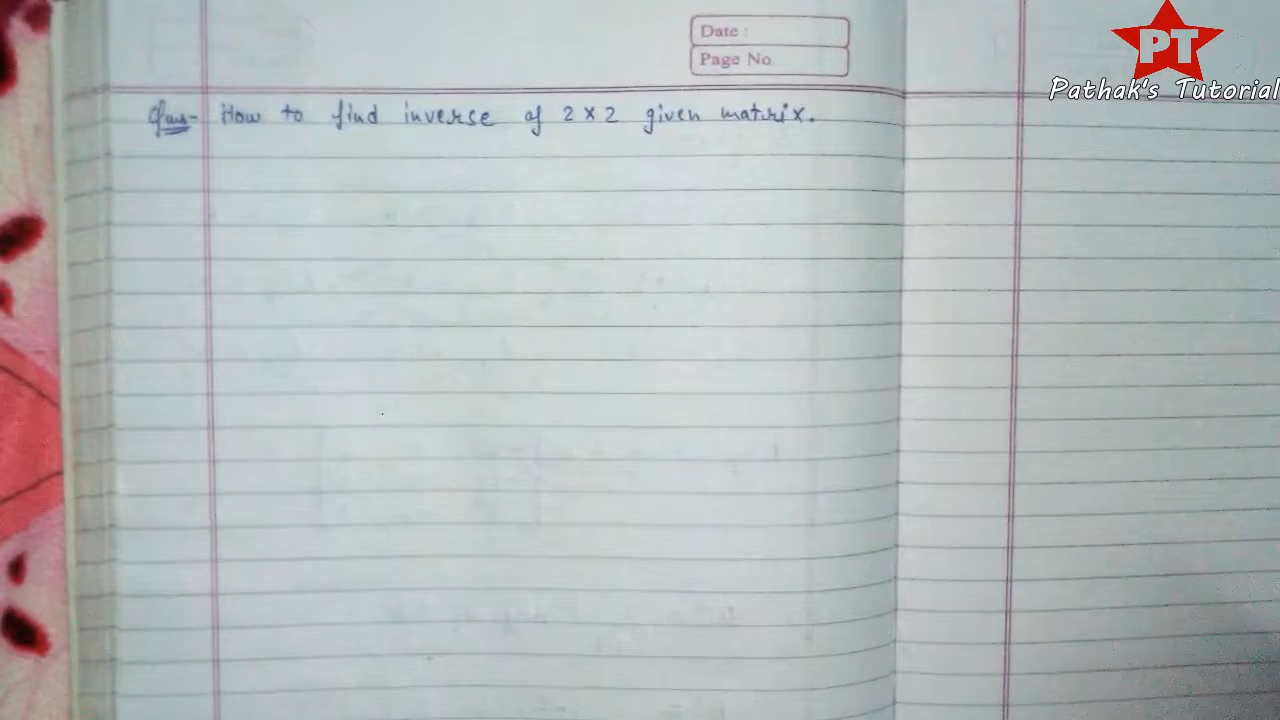 Date :
Page No
PT
Pathak's Tutorial
Ques- How to find inverse of 2 x 2 given matrix.